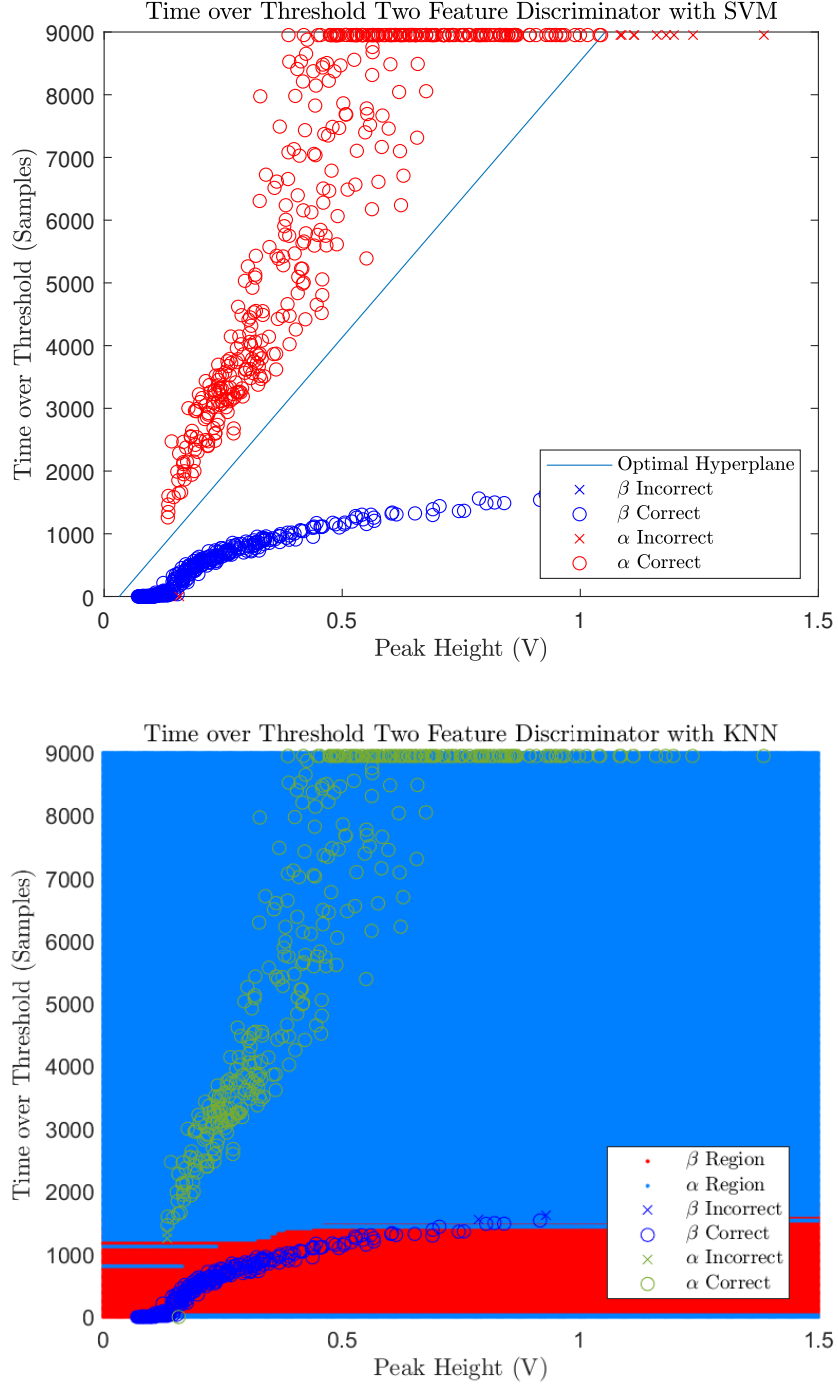 Time over Threshold Two Feature Discriminator with SVM
9000
8000
7000
6000
5000
4000
3000
2000
1000
0
Time over Threshold (Samples)
Optimal Hyperplane
β Incorrect
β Correct
α Incorrect
α Correct
0 0.5 1 1.5
Peak Height (V)
Time over Threshold Two Feature Discriminator with KNN
9000
8000
7000
6000
5000
4000
3000
2000
1000
0
Time over Threshold (Samples)
β Region
α Region
β Incorrect
β Correct
α Incorrect
α Correct
0 0.5 1 1.5
Peak Height (V)